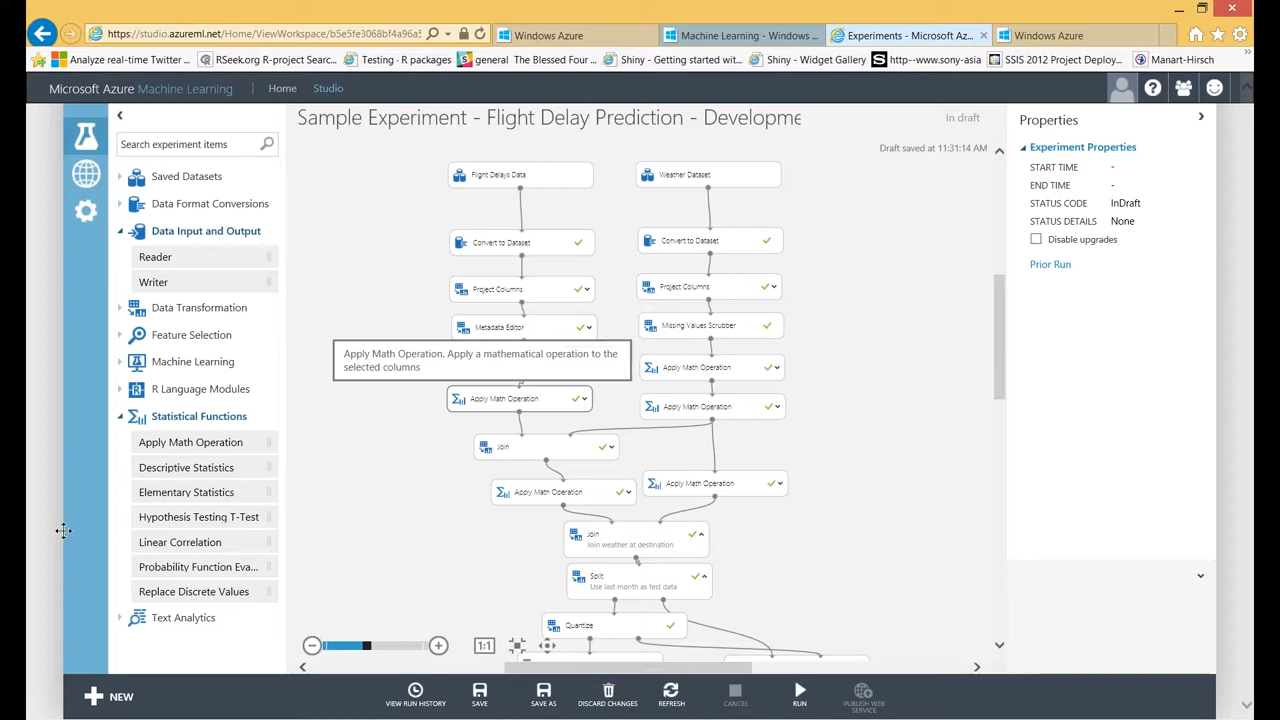 https://studio.azureml.net/Home/ViewWorkspace/b5e5fe3068bf4a96a5
Windows Azure
Machine Learning - Windows ...
Experiments - Microsoft Az...
Windows Azure
Analyze real-time Twitter ...
RSeek.org R-project Searc...
Testing · R packages
general
The Blessed Four ...
Shiny - Getting started wit...
Shiny - Widget Gallery
http--www.sony-asia
SSIS 2012 Project Deploy...
Manart-Hirsch
Microsoft Azure Machine Learning
Home
Studio
Search experiment items
Saved Datasets
Data Format Conversions
Data Input and Output
Reader
Writer
Data Transformation
Feature Selection
Machine Learning
R Language Modules
Statistical Functions
Apply Math Operation
Descriptive Statistics
Elementary Statistics
Hypothesis Testing T-Test
Linear Correlation
Probability Function Eva...
Replace Discrete Values
Text Analytics
Sample Experiment - Flight Delay Prediction - Developme
In draft
Draft saved at 11:31:14 AM
Flight Delays Data
Weather Dataset
Convert to Dataset
Convert to Dataset
Project Columns
Project Columns
Metadata Editor
Missing Values Scrubber
Apply Math Operation. Apply a mathematical operation to the
selected columns
Apply Math Operation
Apply Math Operation
Apply Math Operation
Join
Apply Math Operation
Apply Math Operation
Join
Join weather at destination
Split
Use last month as test data
Quantize
1:1
Properties
Experiment Properties
START TIME -
END TIME -
STATUS CODE InDraft
STATUS DETAILS None
Disable upgrades
Prior Run
NEW
VIEW RUN HISTORY
SAVE
SAVE AS
DISCARD CHANGES
REFRESH
CANCEL
RUN
PUBLISH WEB
SERVICE